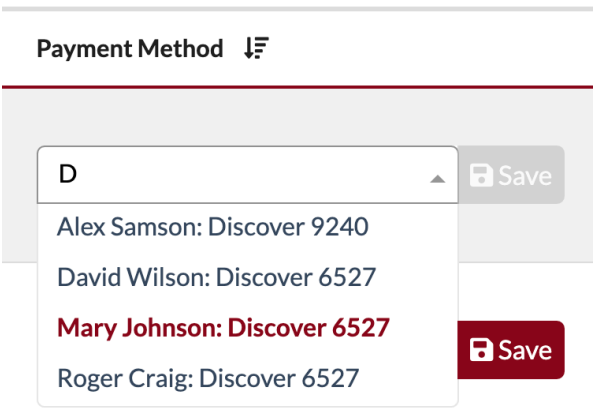 Payment Method
D
Save
Alex Samson: Discover 9240
David Wilson: Discover 6527
Mary Johnson: Discover 6527
Save
Roger Craig: Discover 6527